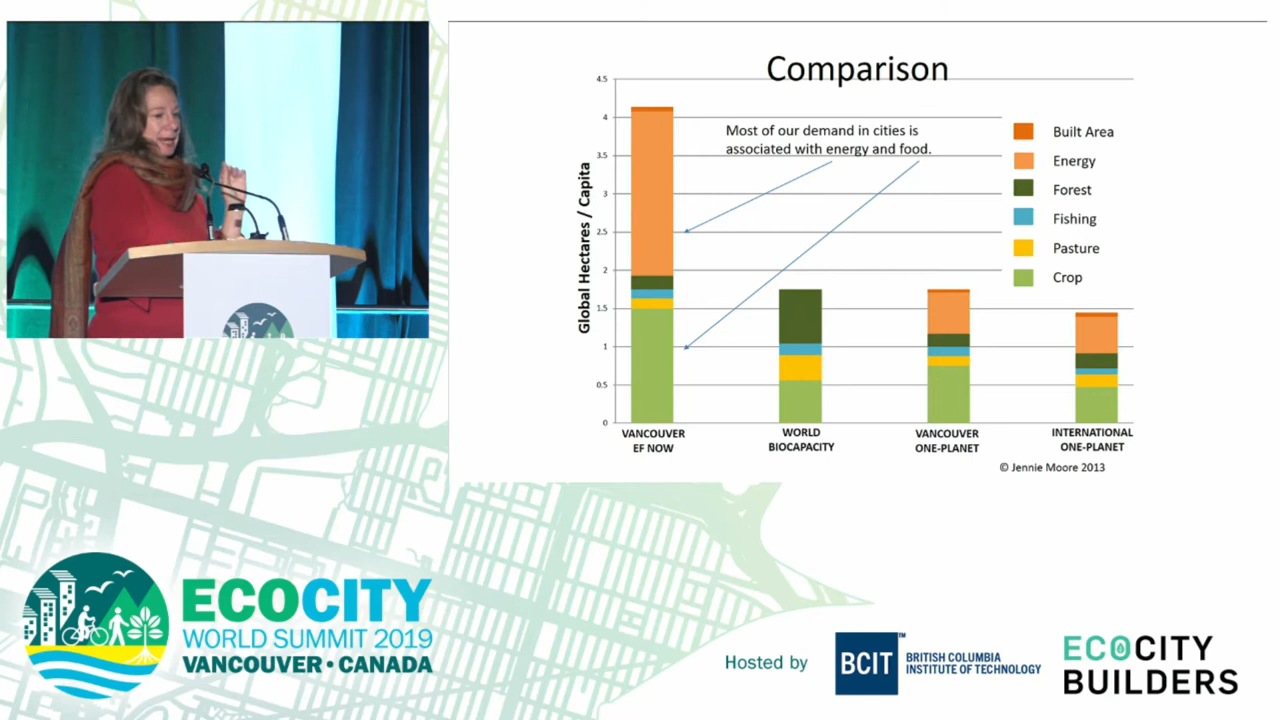 Comparison
4.5
4
3.5
3
2.5
2
1.5
1
0.5
0
Global Hectares / Capita
Most of our demand in cities is
associated with energy and food.
Built Area
Energy
Forest
Fishing
Pasture
Crop
VANCOUVER
EF NOW
WORLD
BIOCAPACITY
VANCOUVER
ONE-PLANET
INTERNATIONAL
ONE-PLANET
© Jennie Moore 2013
ECOCITY
WORLD SUMMIT 2019
VANCOUVER • CANADA
Hosted by
BCIT™
BRITISH COLUMBIA
INSTITUTE OF TECHNOLOGY
ECOCITY
BUILDERS